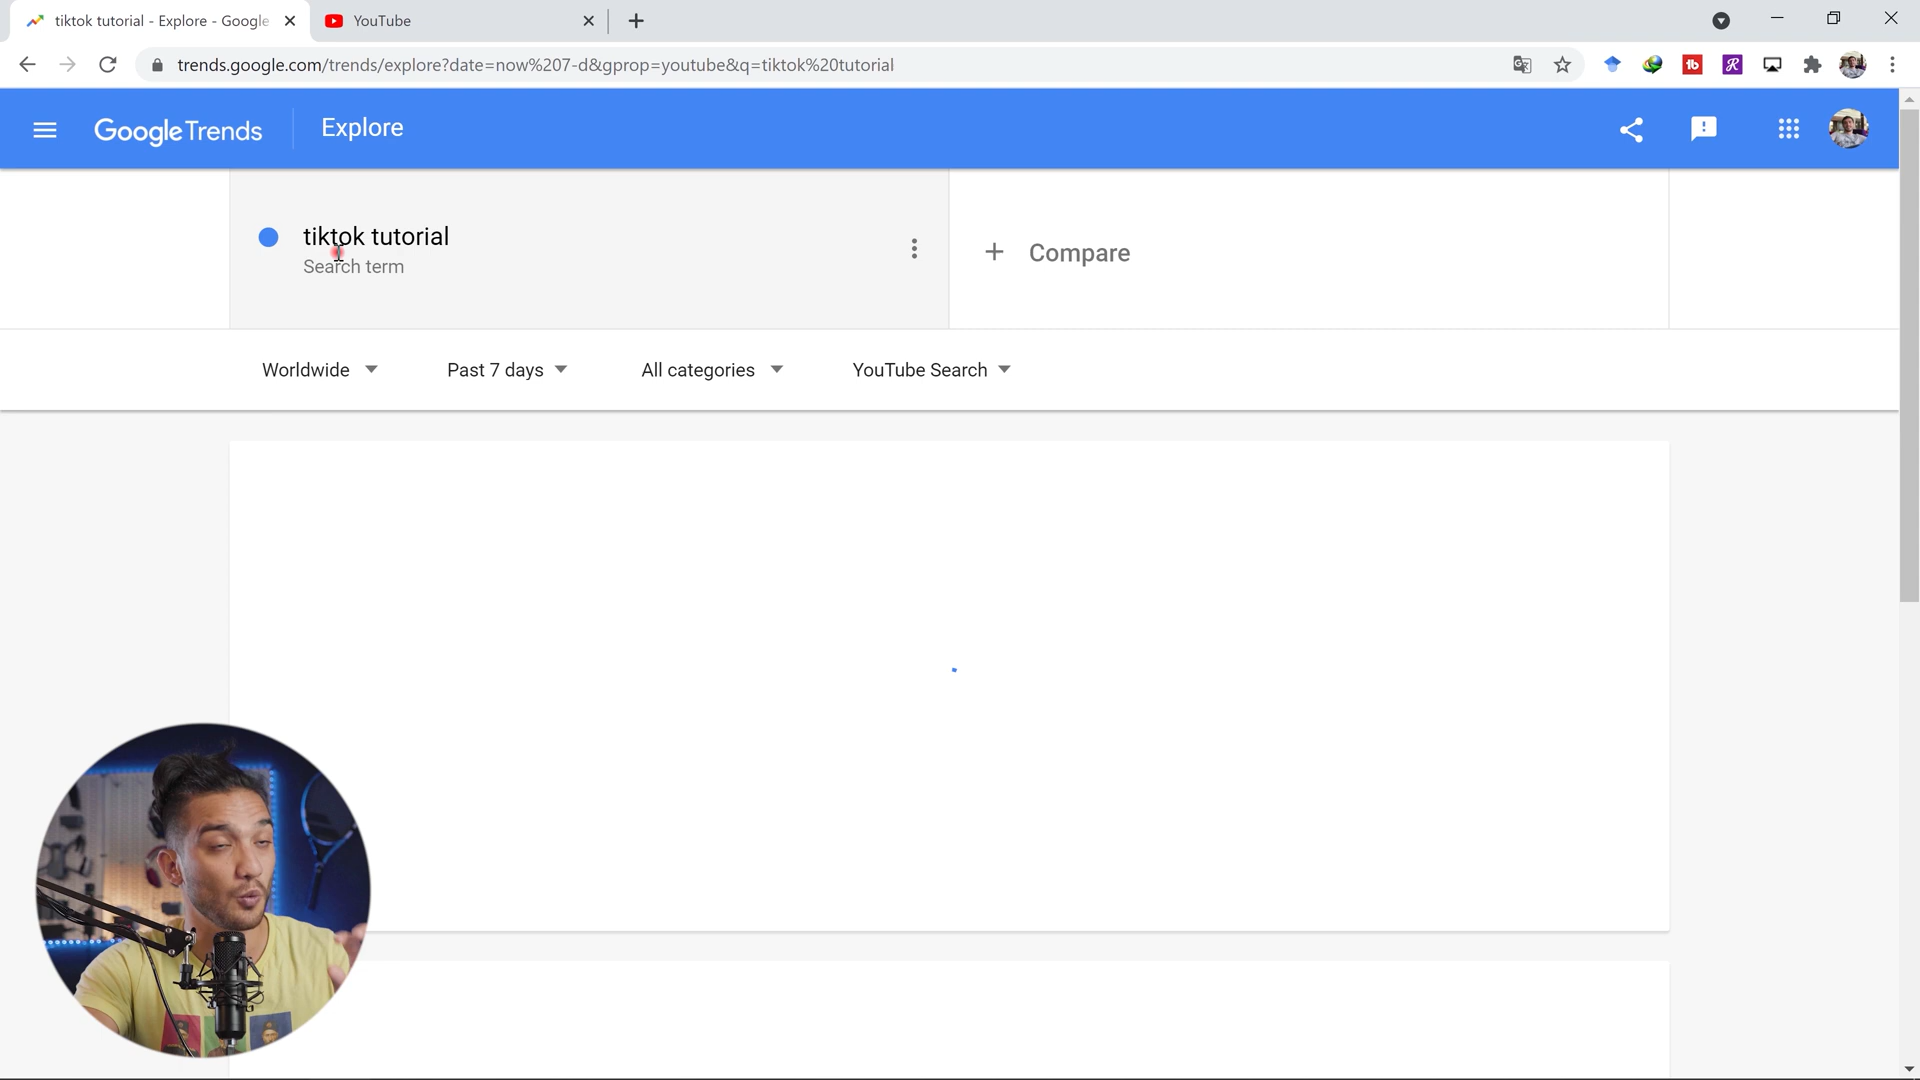 tiktok tutorial - Explore - Google
YouTube
trends.google.com/trends/explore?date=now%207-d&gprop=youtube&q=tiktok%20tutorial
Google Trends
Explore
tiktok tutorial
Search term
+ Compare
Worldwide
Past 7 days
All categories
YouTube Search